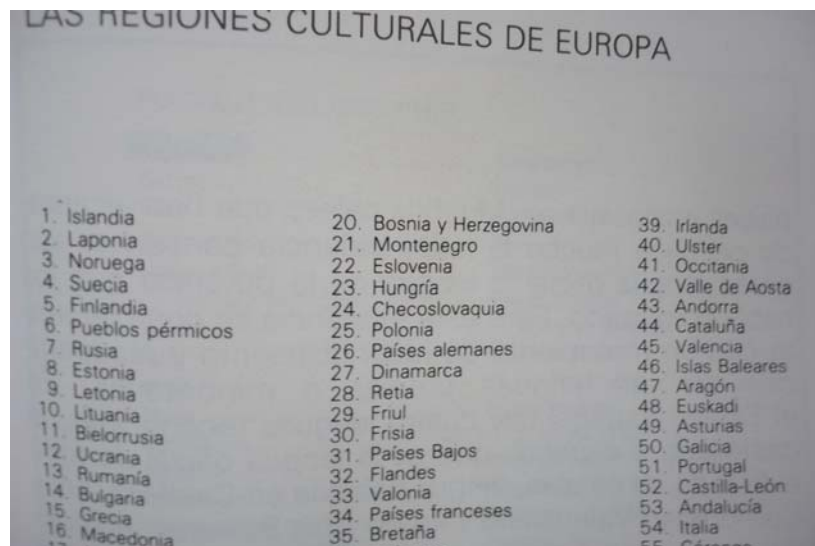 LAS REGIONES CULTURALES DE EUROPA
1. Islandia
2. Laponia
3. Noruega
4. Suecia
5. Finlandia
6. Pueblos pérmicos
7. Rusia
8. Estonia
9. Letonia
10. Lituania
11. Bielorrusia
12. Ucrania
13. Rumanía
14. Bulgaria
15. Grecia
16. Macedonia
20. Bosnia y Herzegovina
21. Montenegro
22. Eslovenia
23. Hungría
24. Checoslovaquia
25. Polonia
26. Países alemanes
27. Dinamarca
28. Retia
29. Friul
30. Frisia
31. Países Bajos
32. Flandes
33. Valonia
34. Países franceses
35. Bretaña
39. Irlanda
40. Ulster
41. Occitania
42. Valle de Aosta
43. Andorra
44. Cataluña
45. Valencia
46. Islas Baleares
47. Aragón
48. Euskadi
49. Asturias
50. Galicia
51. Portugal
52. Castilla-León
53. Andalucía
54. Italia